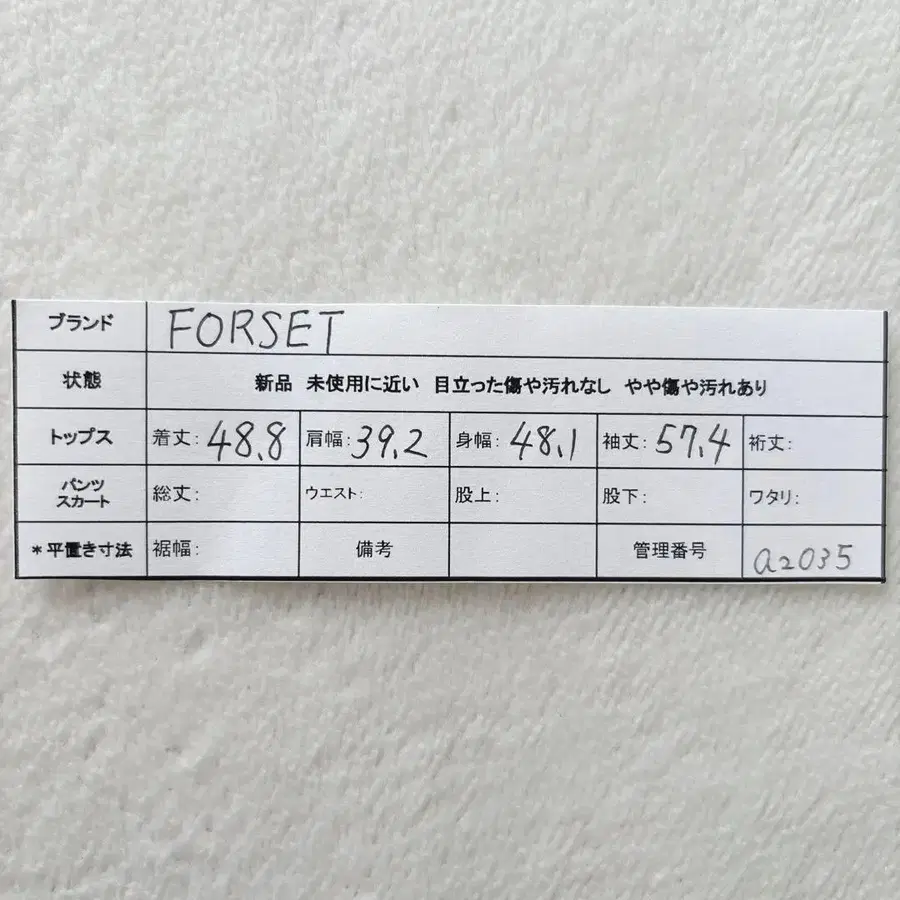 ブランド FORSET
状態 新品 未使用に近い 目立った傷や汚れなし やや傷や汚れあり
トップス 着丈: 48.8 肩幅: 39.2 身幅: 48.1 袖丈: 57.4 裄丈:
パンツ
スカート 総丈: ウエスト: 股上: 股下: ワタリ:
*平置き寸法 裾幅: 備考 管理番号 a2035